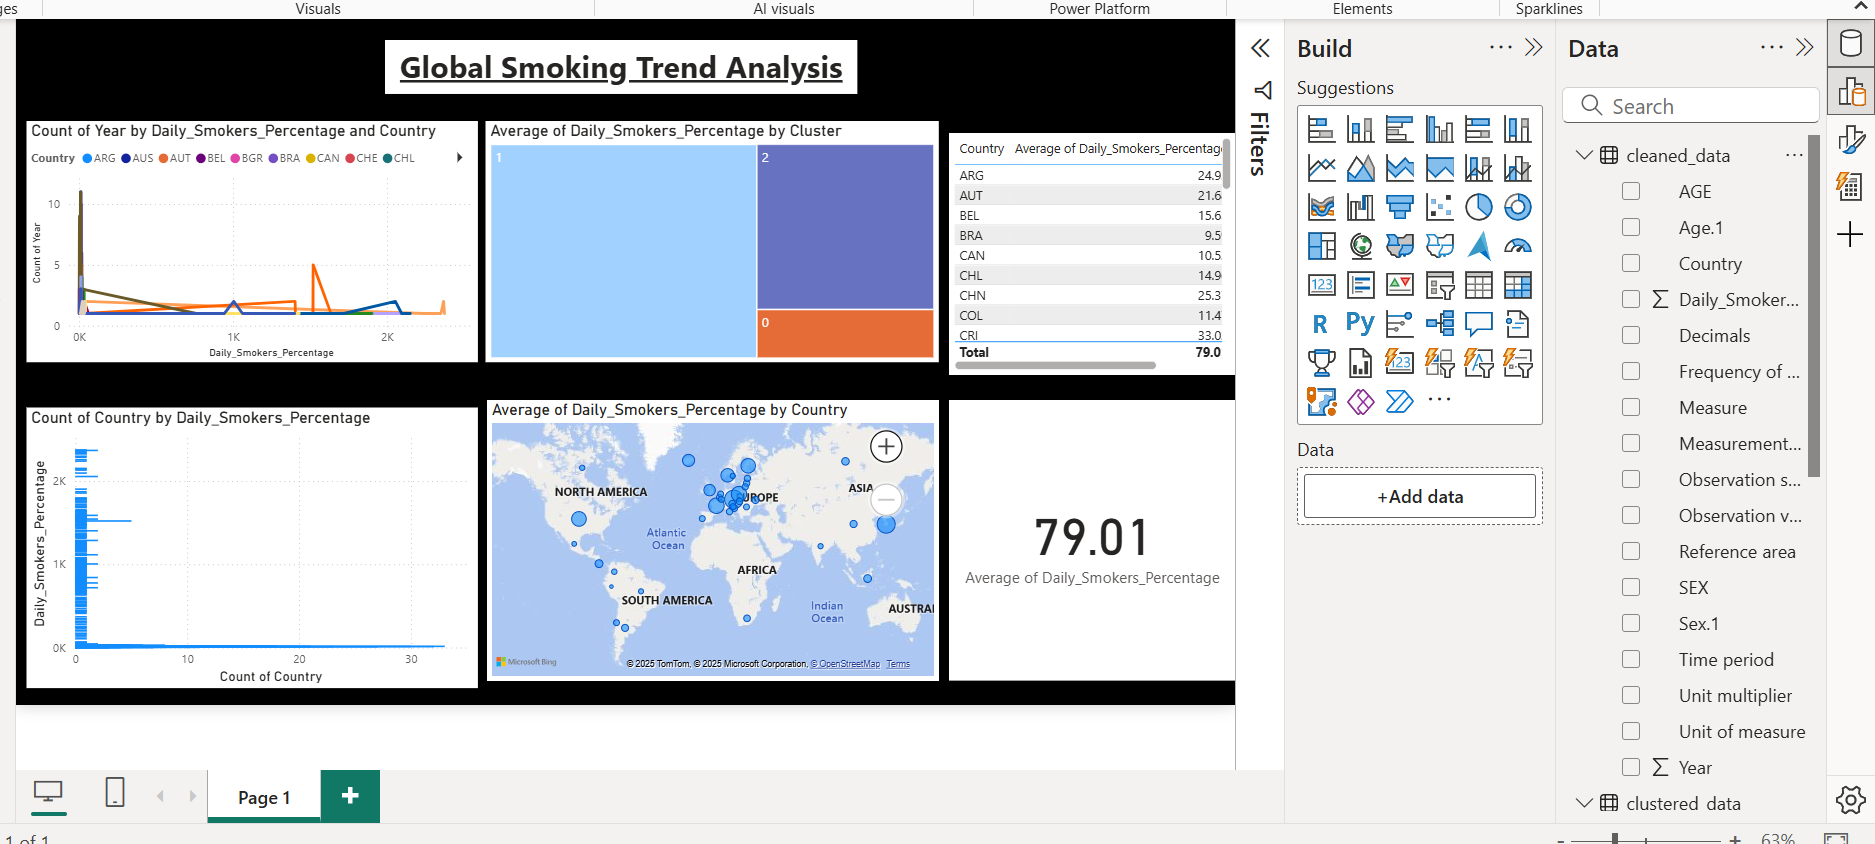 ges
Visuals
AI visuals
Power Platform
Elements
Sparklines
Global Smoking Trend Analysis
Count of Year by Daily_Smokers_Percentage and Country
Country ARG AUS AUT BEL BGR BRA CAN CHE CHL
Count of Year
10
5
0
0K
1K
2K
Daily_Smokers_Percentage
Average of Daily_Smokers_Percentage by Cluster
1
2
0
Country Average of Daily_Smokers_Percentag
ARG 24.9
AUT 21.6
BEL 15.6
BRA 9.5
CAN 10.5
CHL 14.9
CHN 25.3
COL 11.4
CRI 33.0
Total 79.0
Count of Country by Daily_Smokers_Percentage
Daily_Smokers_Percentage
2K
1K
0K
0
10
20
30
Count of Country
Average of Daily_Smokers_Percentage by Country
NORTH AMERICA
UROPE
ASIA
Atlantic
Ocean
AFRICA
SOUTH AMERICA
Indian
Ocean
AUSTRA
Microsoft Bing
© 2025 TomTom, © 2025 Microsoft Corporation, © OpenStreetMap Terms
79.01
Average of Daily_Smokers_Percentage
Filters
Build
Suggestions
123
R
Py
123
Data
+Add data
Data
Search
cleaned_data
AGE
Age.1
Country
Daily_Smoker...
Decimals
Frequency of ...
Measure
Measurement...
Observation s...
Observation v...
Reference area
SEX
Sex.1
Time period
Unit multiplier
Unit of measure
Year
clustered_data
Page 1
1 of 1
63%